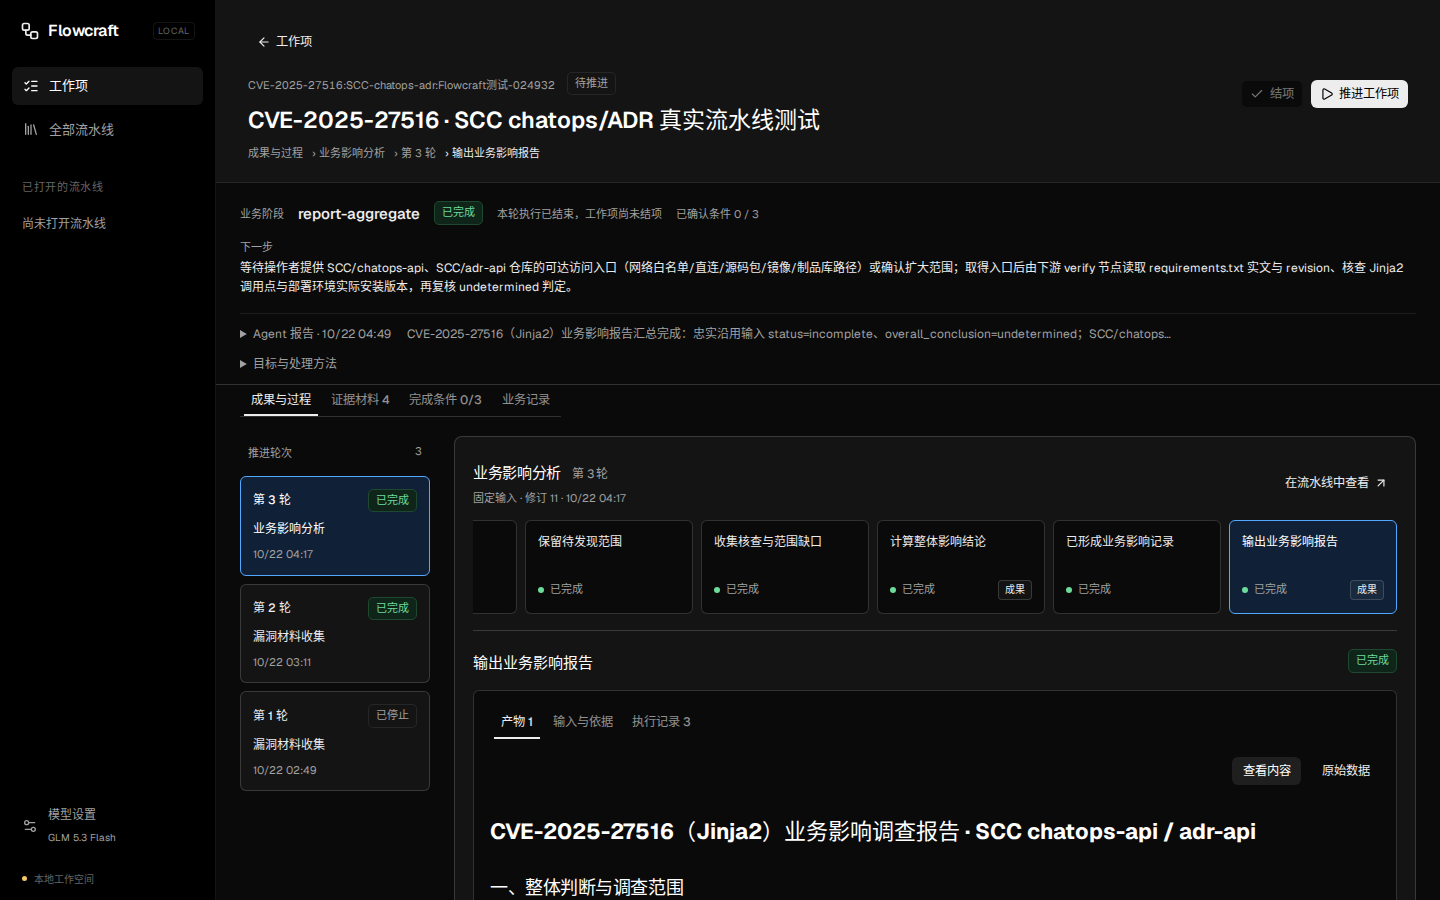 Flowcraft
LOCAL
工作项
全部流水线
已打开的流水线
尚未打开流水线
模型设置
GLM 5.3 Flash
本地工作空间
工作项
CVE-2025-27516:SCC-chatops-adr:Flowcraft测试-024932
待推进
CVE-2025-27516 · SCC chatops/ADR 真实流水线测试
结项
推进工作项
成果与过程 › 业务影响分析 › 第 3 轮 › 输出业务影响报告
业务阶段 report-aggregate 已完成 本轮执行已结束，工作项尚未结项 已确认条件 0 / 3
下一步
等待操作者提供 SCC/chatops-api、SCC/adr-api 仓库的可达访问入口（网络白名单/直连/源码包/镜像/制品库路径）或确认扩大范围；取得入口后由下游 verify 节点读取 requirements.txt 实文与 revision、核查 Jinja2
调用点与部署环境实际安装版本，再复核 undetermined 判定。
Agent 报告 · 10/22 04:49 CVE-2025-27516（Jinja2）业务影响报告汇总完成：忠实沿用输入 status=incomplete、overall_conclusion=undetermined；SCC/chatops…
目标与处理方法
成果与过程 证据材料 4 完成条件 0/3 业务记录
推进轮次 3
第 3 轮 已完成
业务影响分析
10/22 04:17
第 2 轮 已完成
漏洞材料收集
10/22 03:11
第 1 轮 已停止
漏洞材料收集
10/22 02:49
业务影响分析 第 3 轮
固定输入 · 修订 11 · 10/22 04:17
在流水线中查看
保留待发现范围
已完成
收集核查与范围缺口
已完成
计算整体影响结论
已完成 成果
已形成业务影响记录
已完成
输出业务影响报告
已完成 成果
输出业务影响报告 已完成
产物 1 输入与依据 执行记录 3
查看内容 原始数据
CVE-2025-27516（Jinja2）业务影响调查报告 · SCC chatops-api / adr-api
一、整体判断与调查范围